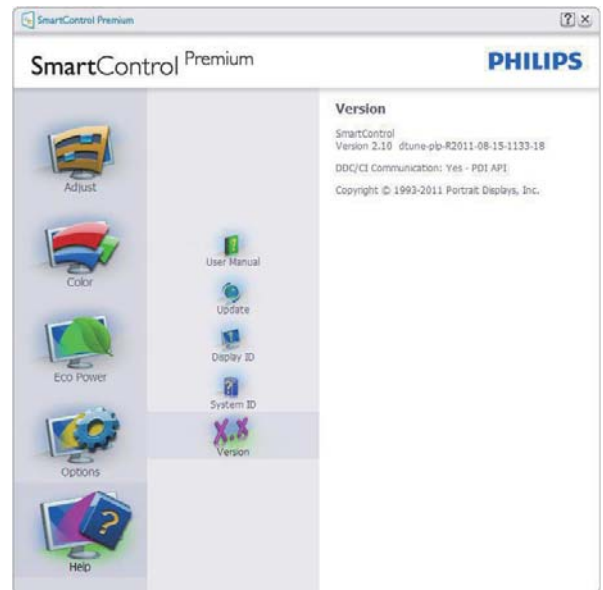 SmartControl Premium
SmartControl Premium
PHILIPS
Adjust
Color
Eco Power
Options
Help
User Manual
Update
Display ID
System ID
X.X
Version
Version
SmartControl
Version 2.10 dtune-plp-R2011-08-15-1133-18
DDC/CI Communication: Yes - PDI API
Copyright © 1993-2011 Portrait Displays, Inc.